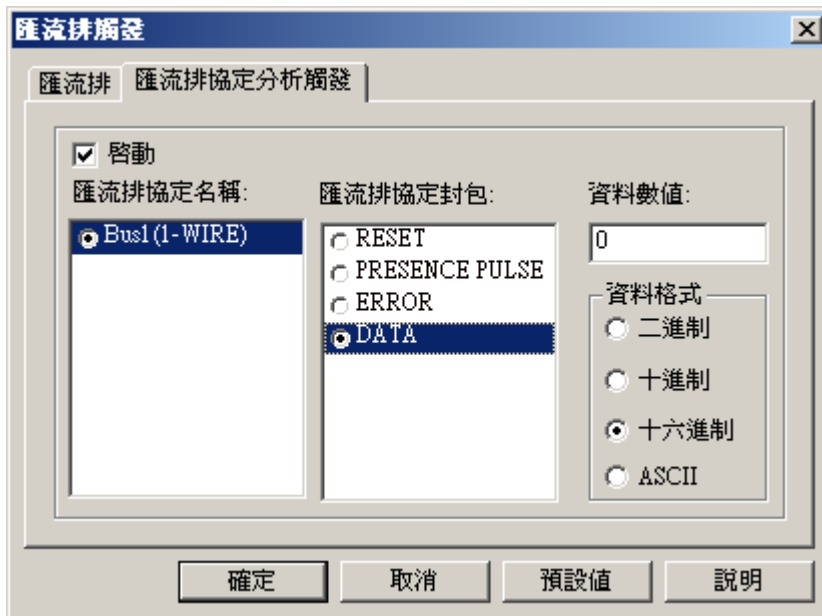 匯流排觸發
匯流排 匯流排協定分析觸發
啓動
匯流排協定名稱: 匯流排協定封包: 資料數值:
Bus1(1-WIRE)
RESET
PRESENCE PULSE
ERROR
DATA
0
資料格式
二進制
十進制
十六進制
ASCII
確定 取消 預設值 說明